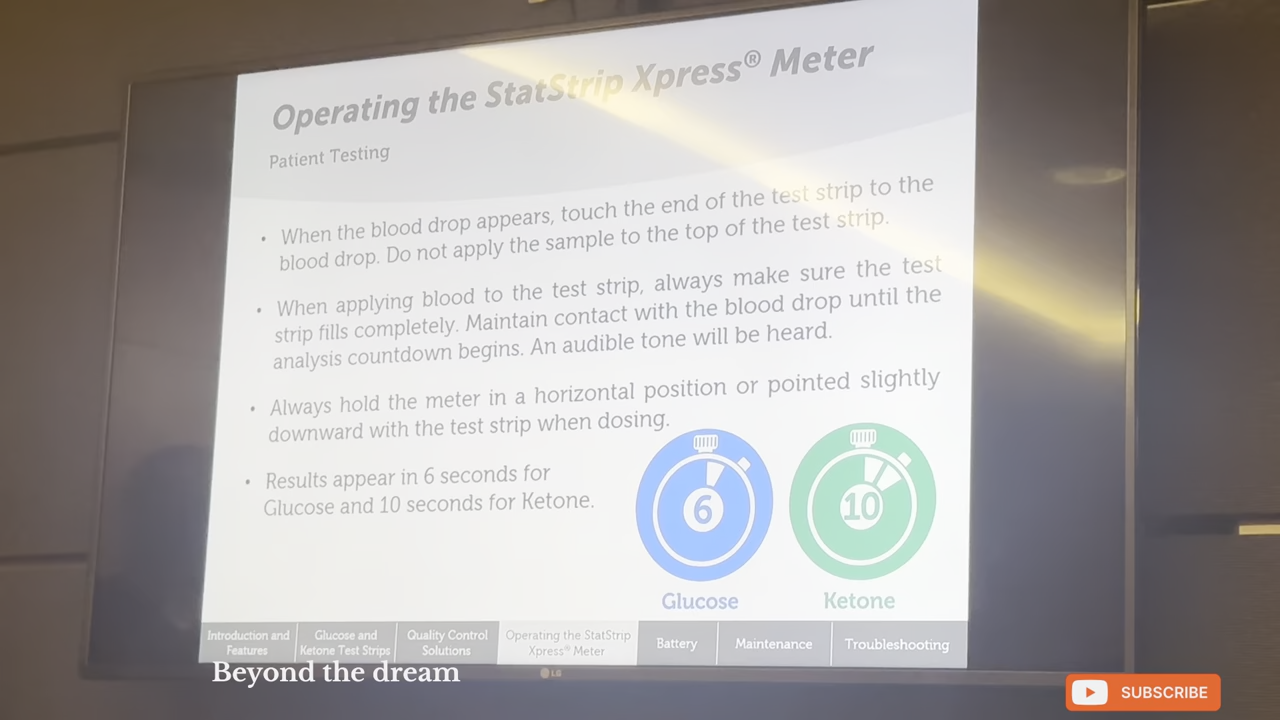 Operating the StatStrip Xpress® Meter
Patient Testing
• When the blood drop appears, touch the end of the test strip to the
blood drop. Do not apply the sample to the top of the test strip.
• When applying blood to the test strip, always make sure the test
strip fills completely. Maintain contact with the blood drop until the
analysis countdown begins. An audible tone will be heard.
• Always hold the meter in a horizontal position or pointed slightly
downward with the test strip when dosing.
• Results appear in 6 seconds for
Glucose and 10 seconds for Ketone.
6
10
Glucose
Ketone
Introduction and
Features
Glucose and
Ketone Test Strips
Quality Control
Solutions
Operating the StatStrip
Xpress® Meter
Battery
Maintenance
Troubleshooting
Beyond the dream
LG
SUBSCRIBE